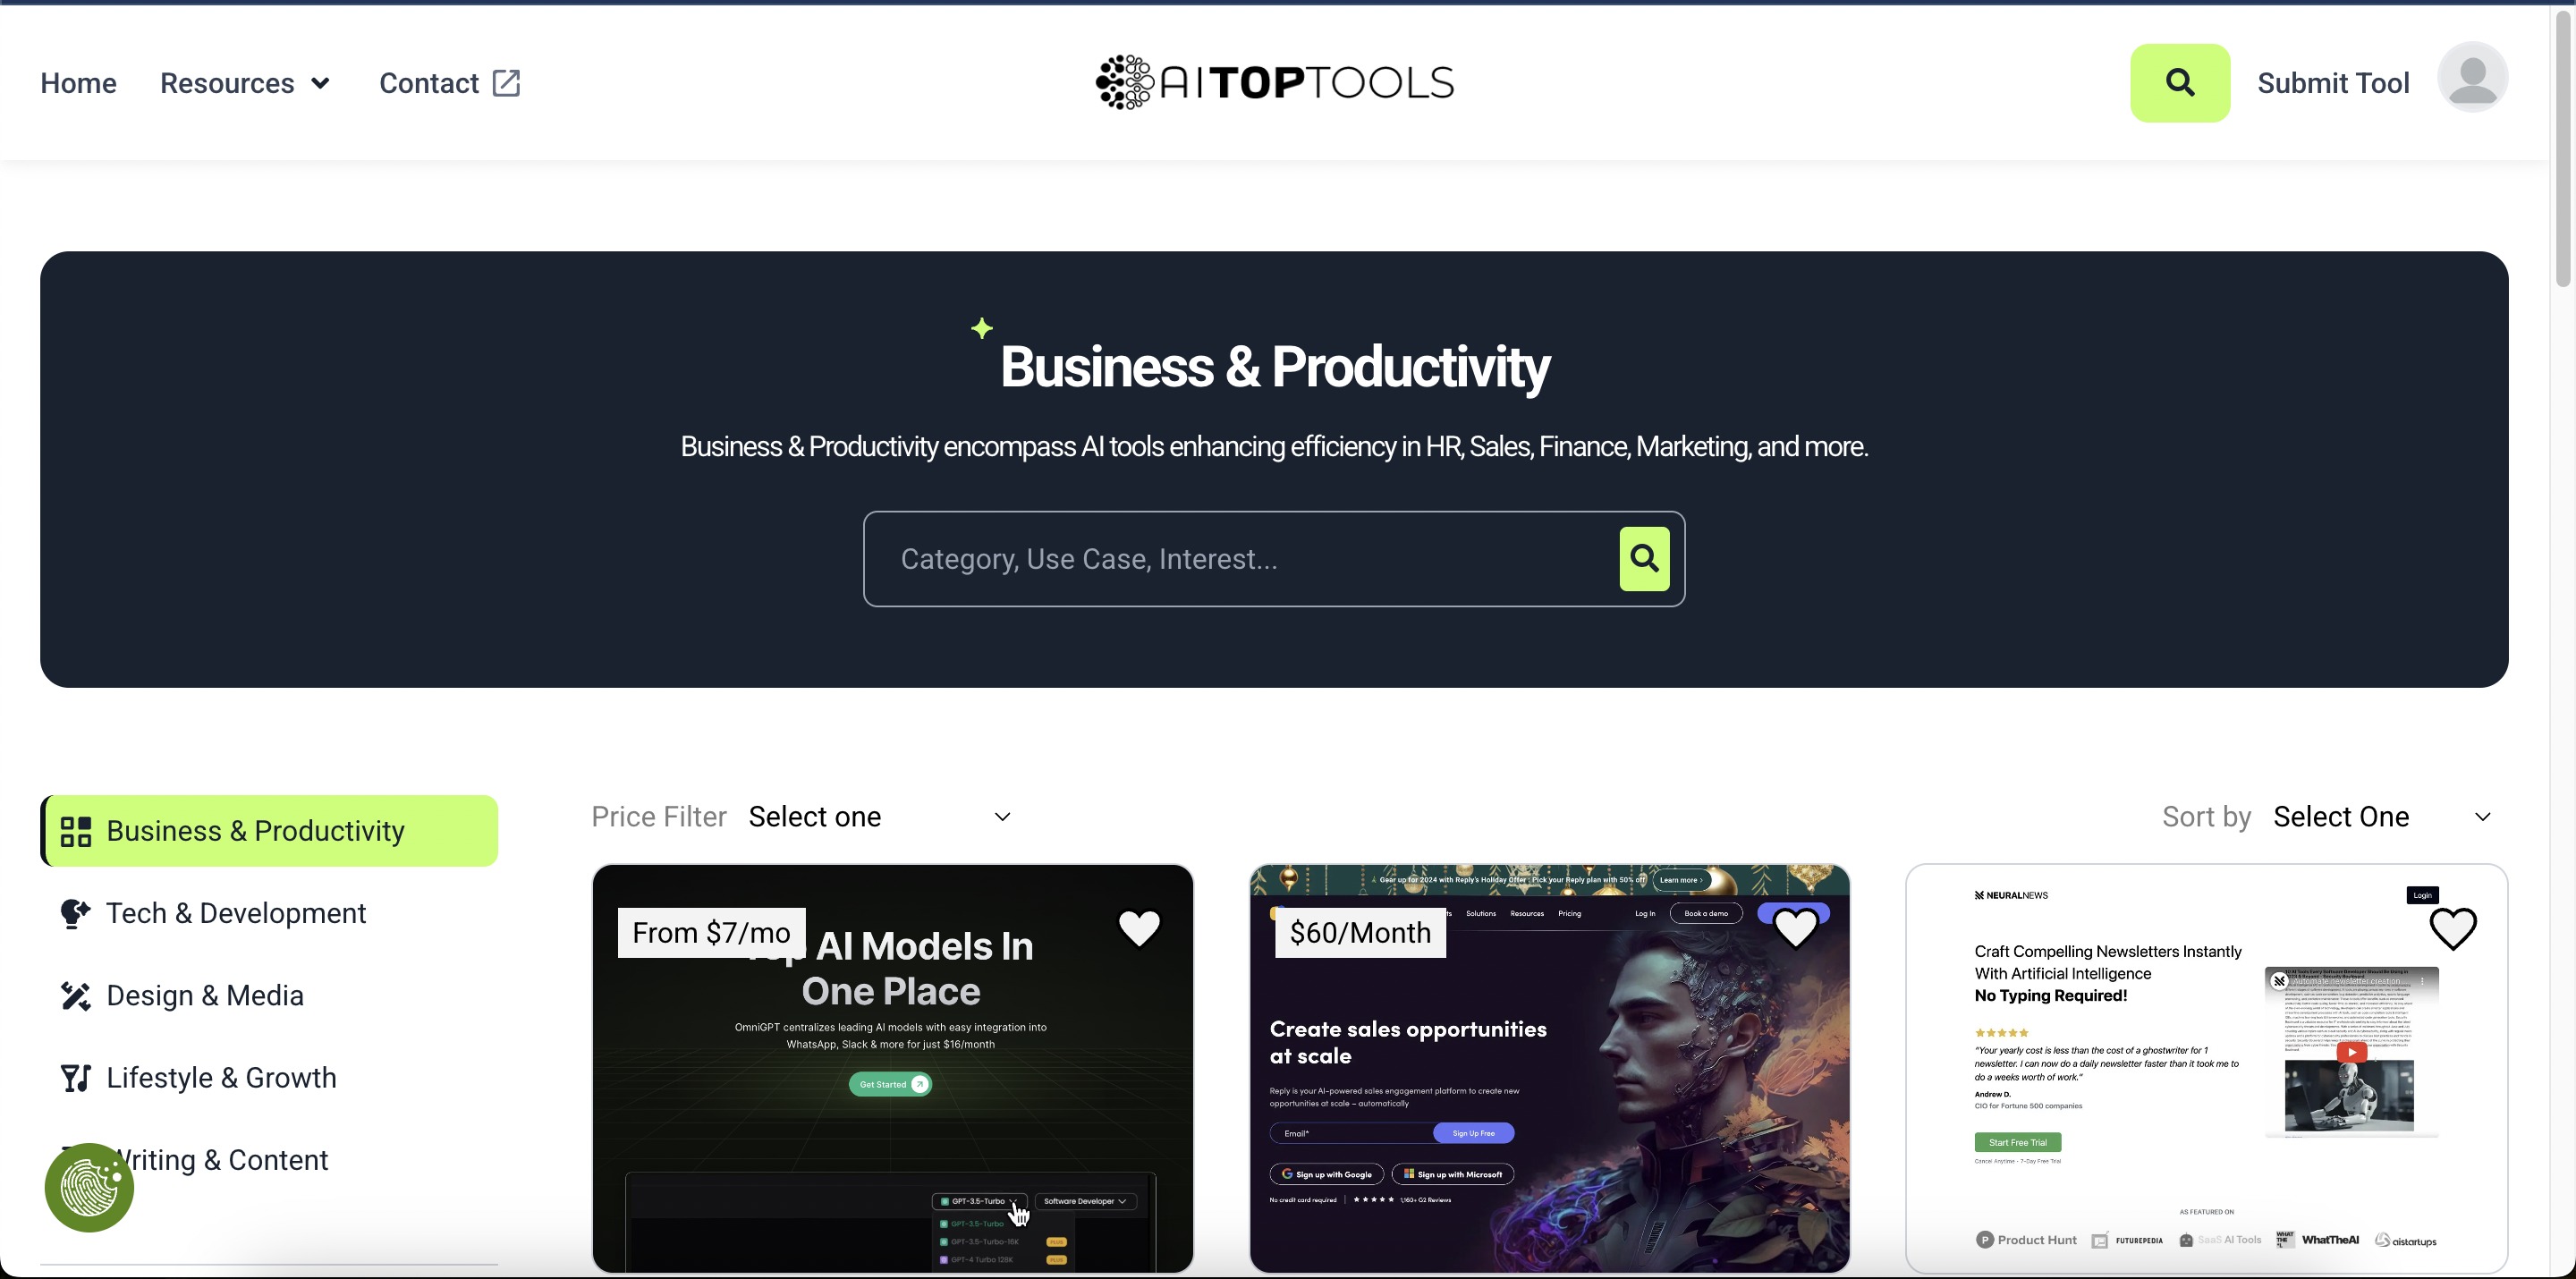 Home
Resources
Contact
AITOPTOOLS
Submit Tool
Business & Productivity
Business & Productivity encompass AI tools enhancing efficiency in HR, Sales, Finance, Marketing, and more.
Category, Use Case, Interest...
Business & Productivity
Tech & Development
Design & Media
Lifestyle & Growth
Writing & Content
Price Filter
Select one
Sort by
Select One
From $7/mo
AI Models In
One Place
OmniGPT centralizes leading AI models with easy integration into
WhatsApp, Slack & more for just $16/month
Get Started
GPT-3.5-Turbo
Software Developer
GPT-3.5-Turbo
GPT-3.5-Turbo-16K
PLUS
GPT-4 Turbo 128K
PLUS
Gear up for 2024 with Reply's Holiday Offer : Pick your Reply plan with 50% off
Learn more >
$60/Month
Solutions
Resources
Pricing
Log In
Book a demo
Create sales opportunities
at scale
Reply is your AI-powered sales engagement platform to create new
opportunities at scale – automatically
Email*
Sign Up Free
Sign up with Google
Sign up with Microsoft
No credit card required
1,160+ G2 Reviews
NEURALNEWS
Login
Craft Compelling Newsletters Instantly
With Artificial Intelligence
No Typing Required!
"Your yearly cost is less than the cost of a ghostwriter for 1
newsletter. I can now do a daily newsletter faster than it took me to
do a weeks worth of work."
Andrew D.
CIO for Fortune 500 companies
Start Free Trial
Cancel Anytime - 7-Day Free Trial
Automate newsletter creation
AS FEATURED ON
Product Hunt
FUTUREPEDIA
SaaS AI Tools
WHAT THE
WhatTheAI
aistartups